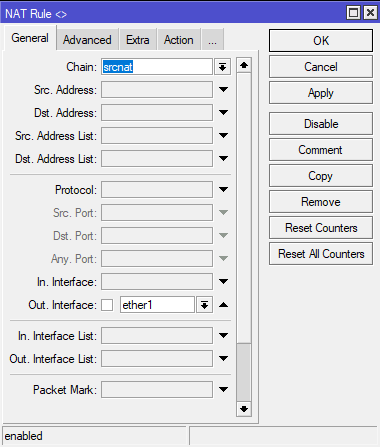 NAT Rule <>
General Advanced Extra Action ...
OK
Chain: srcnat
Cancel
Src. Address:
Apply
Dst. Address:
Src. Address List:
Disable
Dst. Address List:
Comment
Copy
Protocol:
Remove
Src. Port:
Dst. Port:
Reset Counters
Any. Port:
Reset All Counters
In. Interface:
Out. Interface: ether1
In. Interface List:
Out. Interface List:
Packet Mark:
enabled